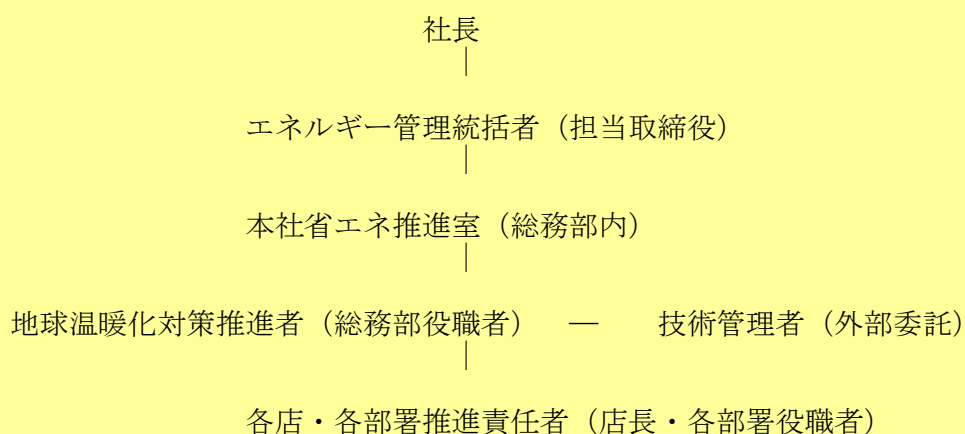 社長
｜
エネルギー管理統括者（担当取締役）
｜
本社省エネ推進室（総務部内）
｜
地球温暖化対策推進者（総務部役職者）　―　　技術管理者（外部委託）
｜
各店・各部署推進責任者（店長・各部署役職者）